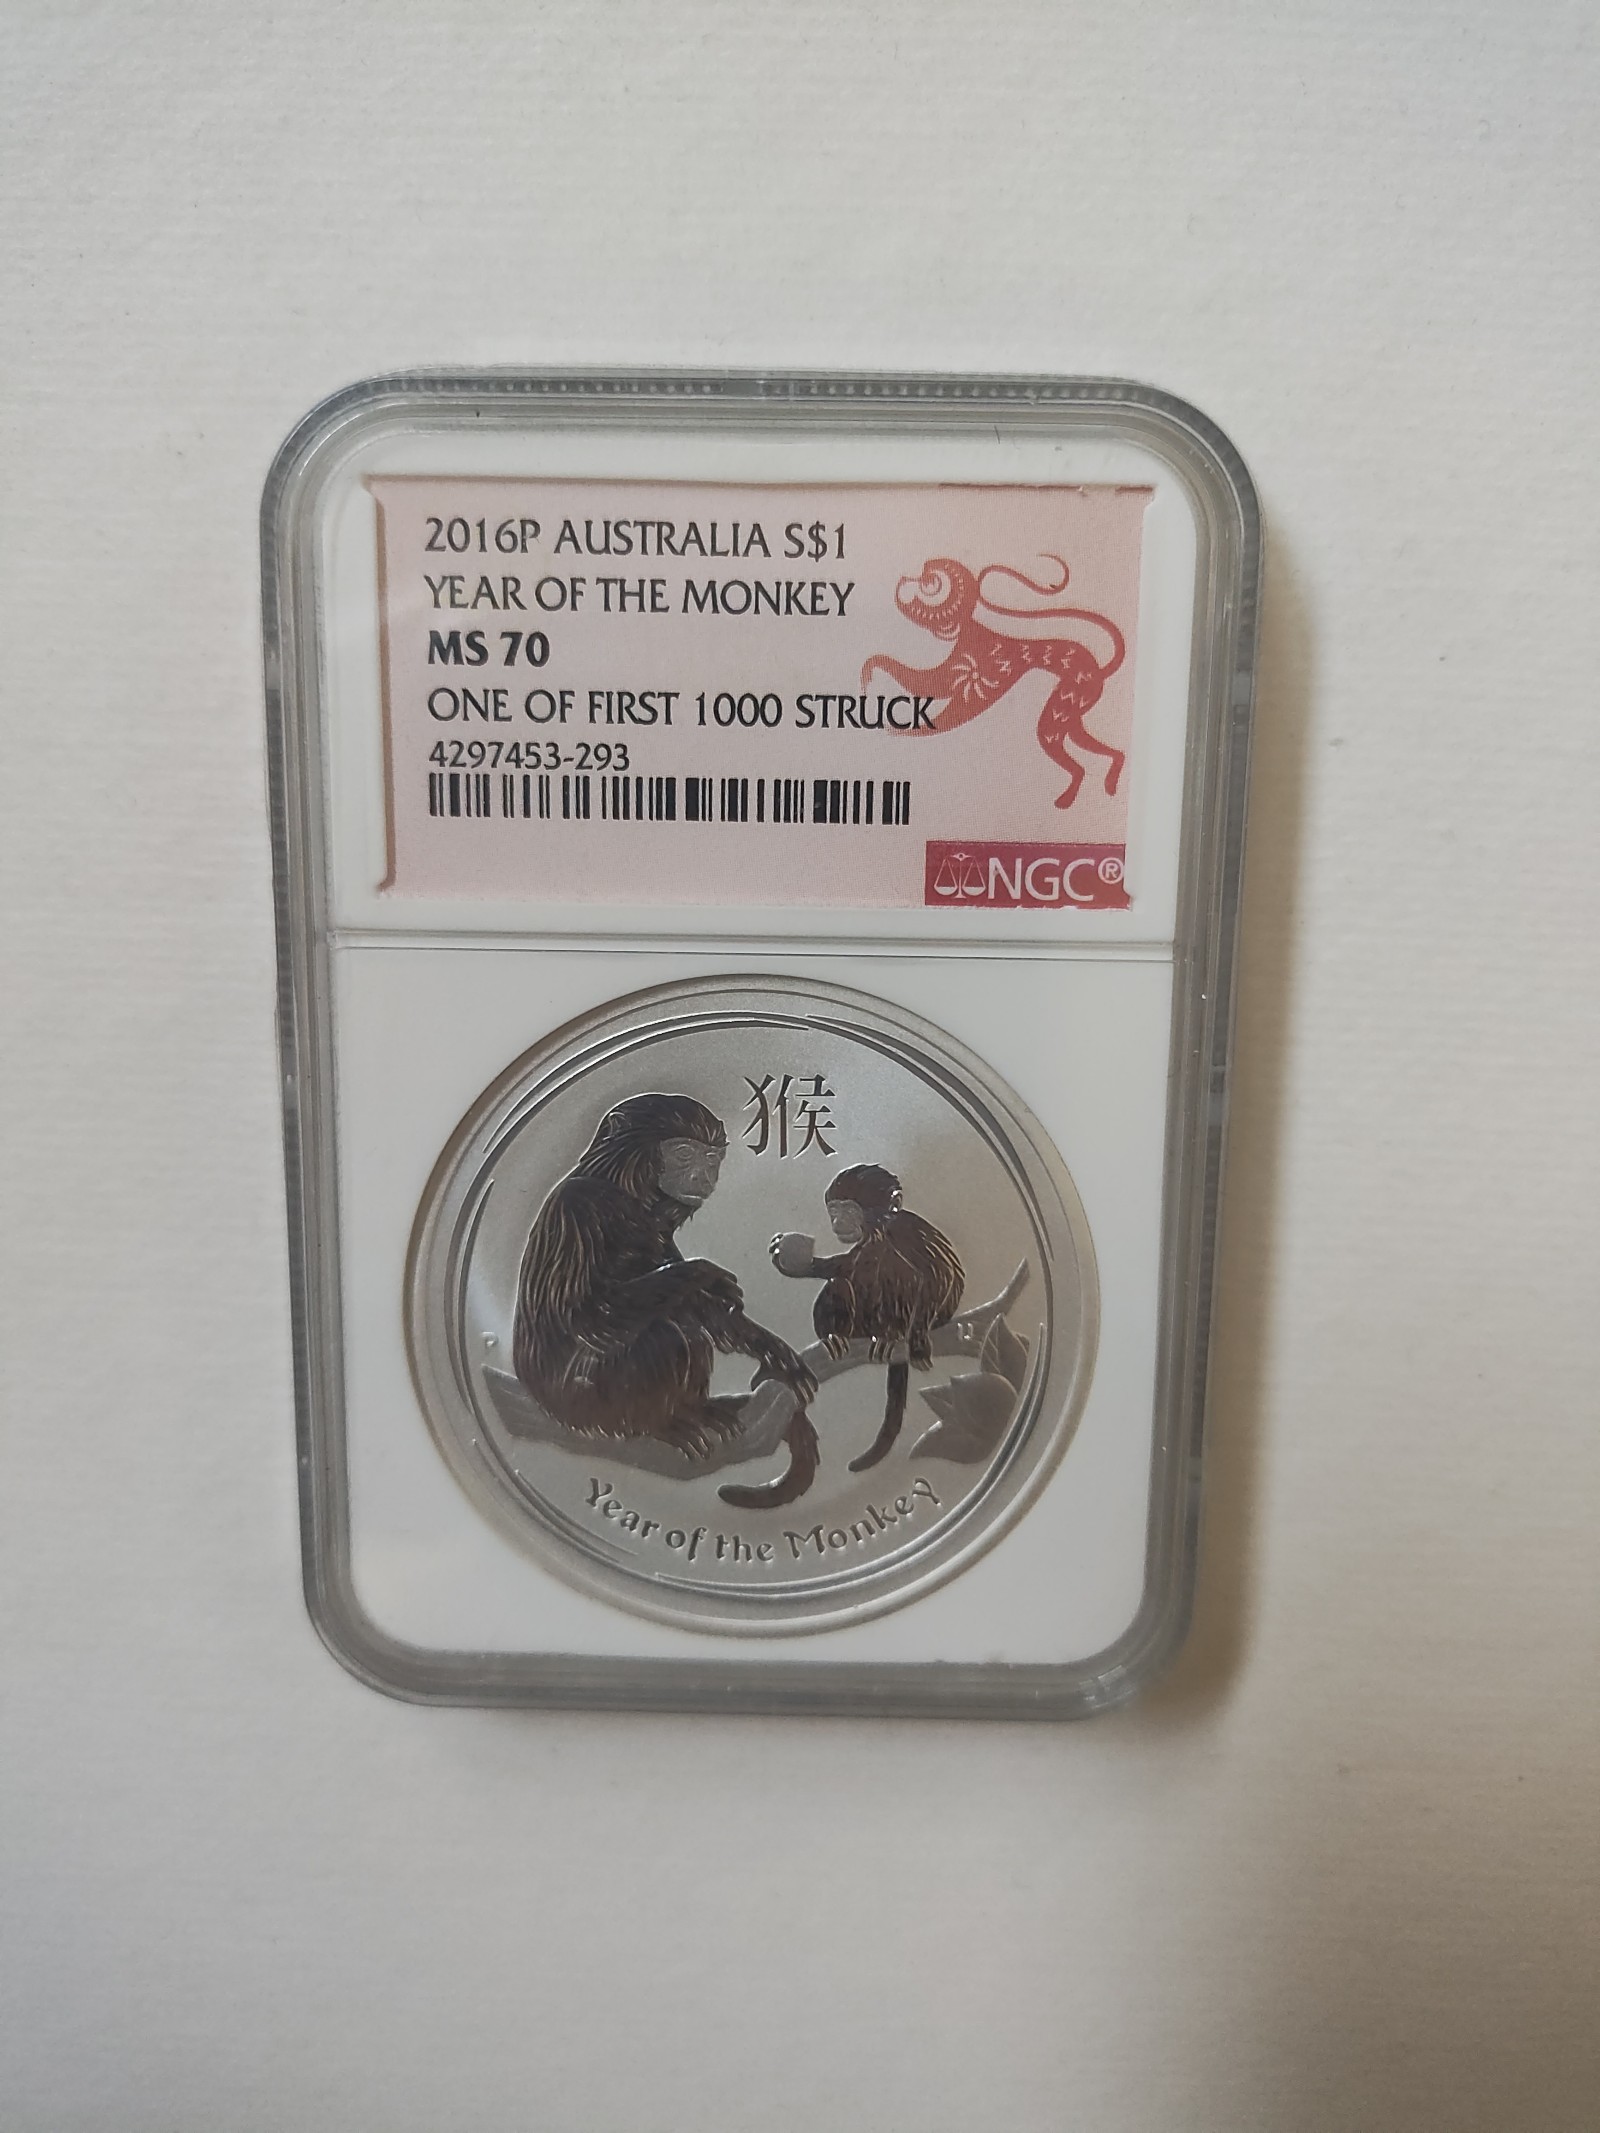 2016P AUSTRALIA S$1
YEAR OF THE MONKEY
MS 70
ONE OF FIRST 1000 STRUCK
4297453-293
NGC®
猴
P
Year of the Monkey